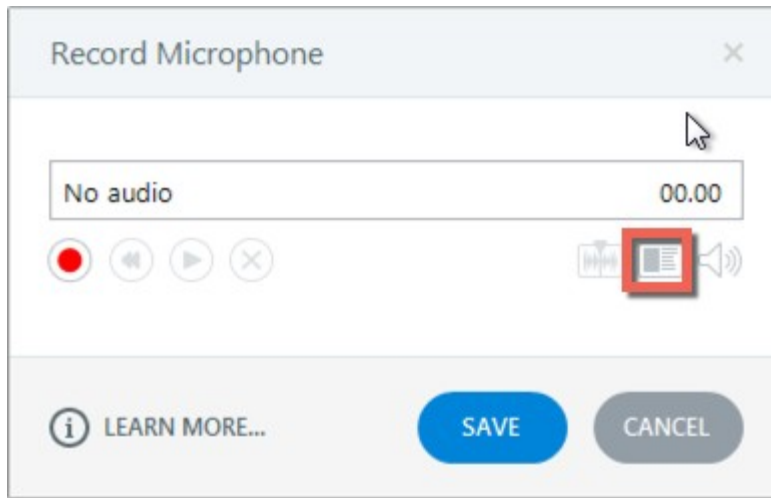 Record Microphone
No audio 00.00
LEARN MORE...
SAVE
CANCEL